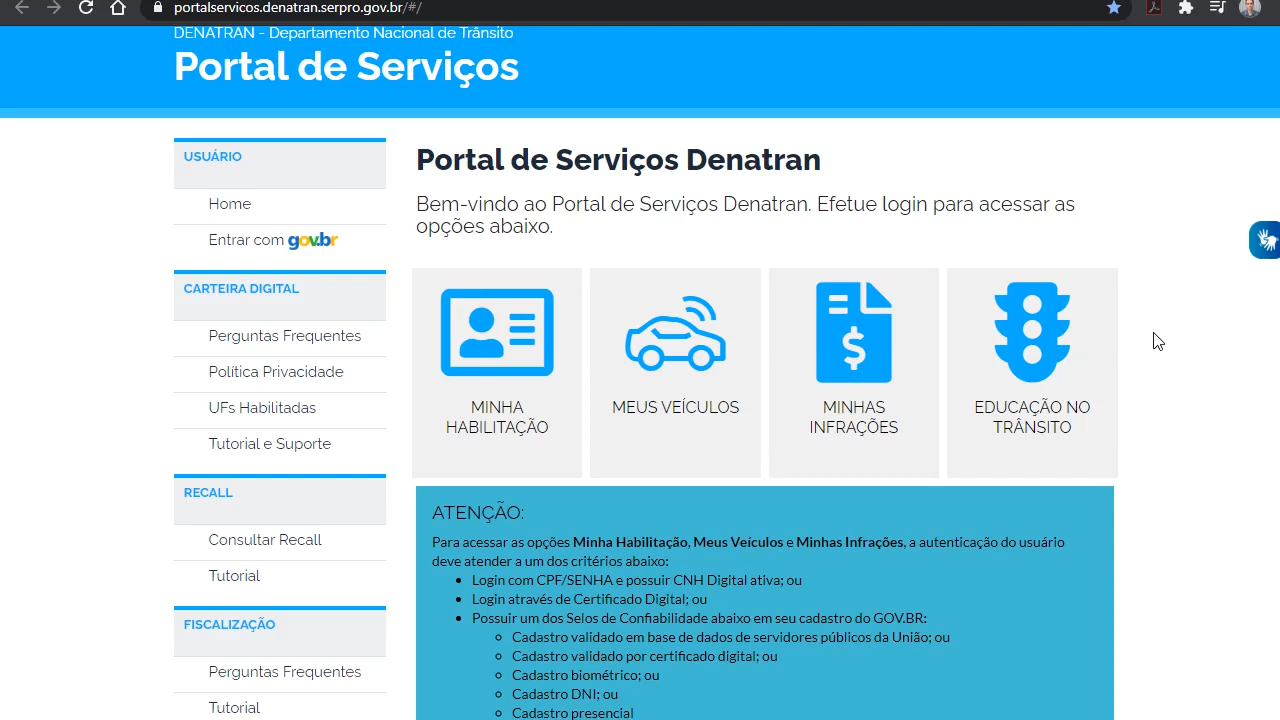 portalservicos.denatran.serpro.gov.br/#/
DENATRAN - Departamento Nacional de Trânsito
Portal de Serviços
USUÁRIO
Home
Entrar com gov.br
CARTEIRA DIGITAL
Perguntas Frequentes
Política Privacidade
UFs Habilitadas
Tutorial e Suporte
RECALL
Consultar Recall
Tutorial
FISCALIZAÇÃO
Perguntas Frequentes
Tutorial
Portal de Serviços Denatran
Bem-vindo ao Portal de Serviços Denatran. Efetue login para acessar as
opções abaixo.
MINHA
HABILITAÇÃO
MEUS VEÍCULOS
$
MINHAS
INFRAÇÕES
EDUCAÇÃO NO
TRÂNSITO
ATENÇÃO:
Para acessar as opções Minha Habilitação, Meus Veículos e Minhas Infrações, a autenticação do usuário
deve atender a um dos critérios abaixo:
• Login com CPF/SENHA e possuir CNH Digital ativa; ou
• Login através de Certificado Digital; ou
• Possuir um dos Selos de Confiabilidade abaixo em seu cadastro do GOV.BR:
○ Cadastro validado em base de dados de servidores públicos da União; ou
○ Cadastro validado por certificado digital; ou
○ Cadastro biométrico; ou
○ Cadastro DNI; ou
○ Cadastro presencial